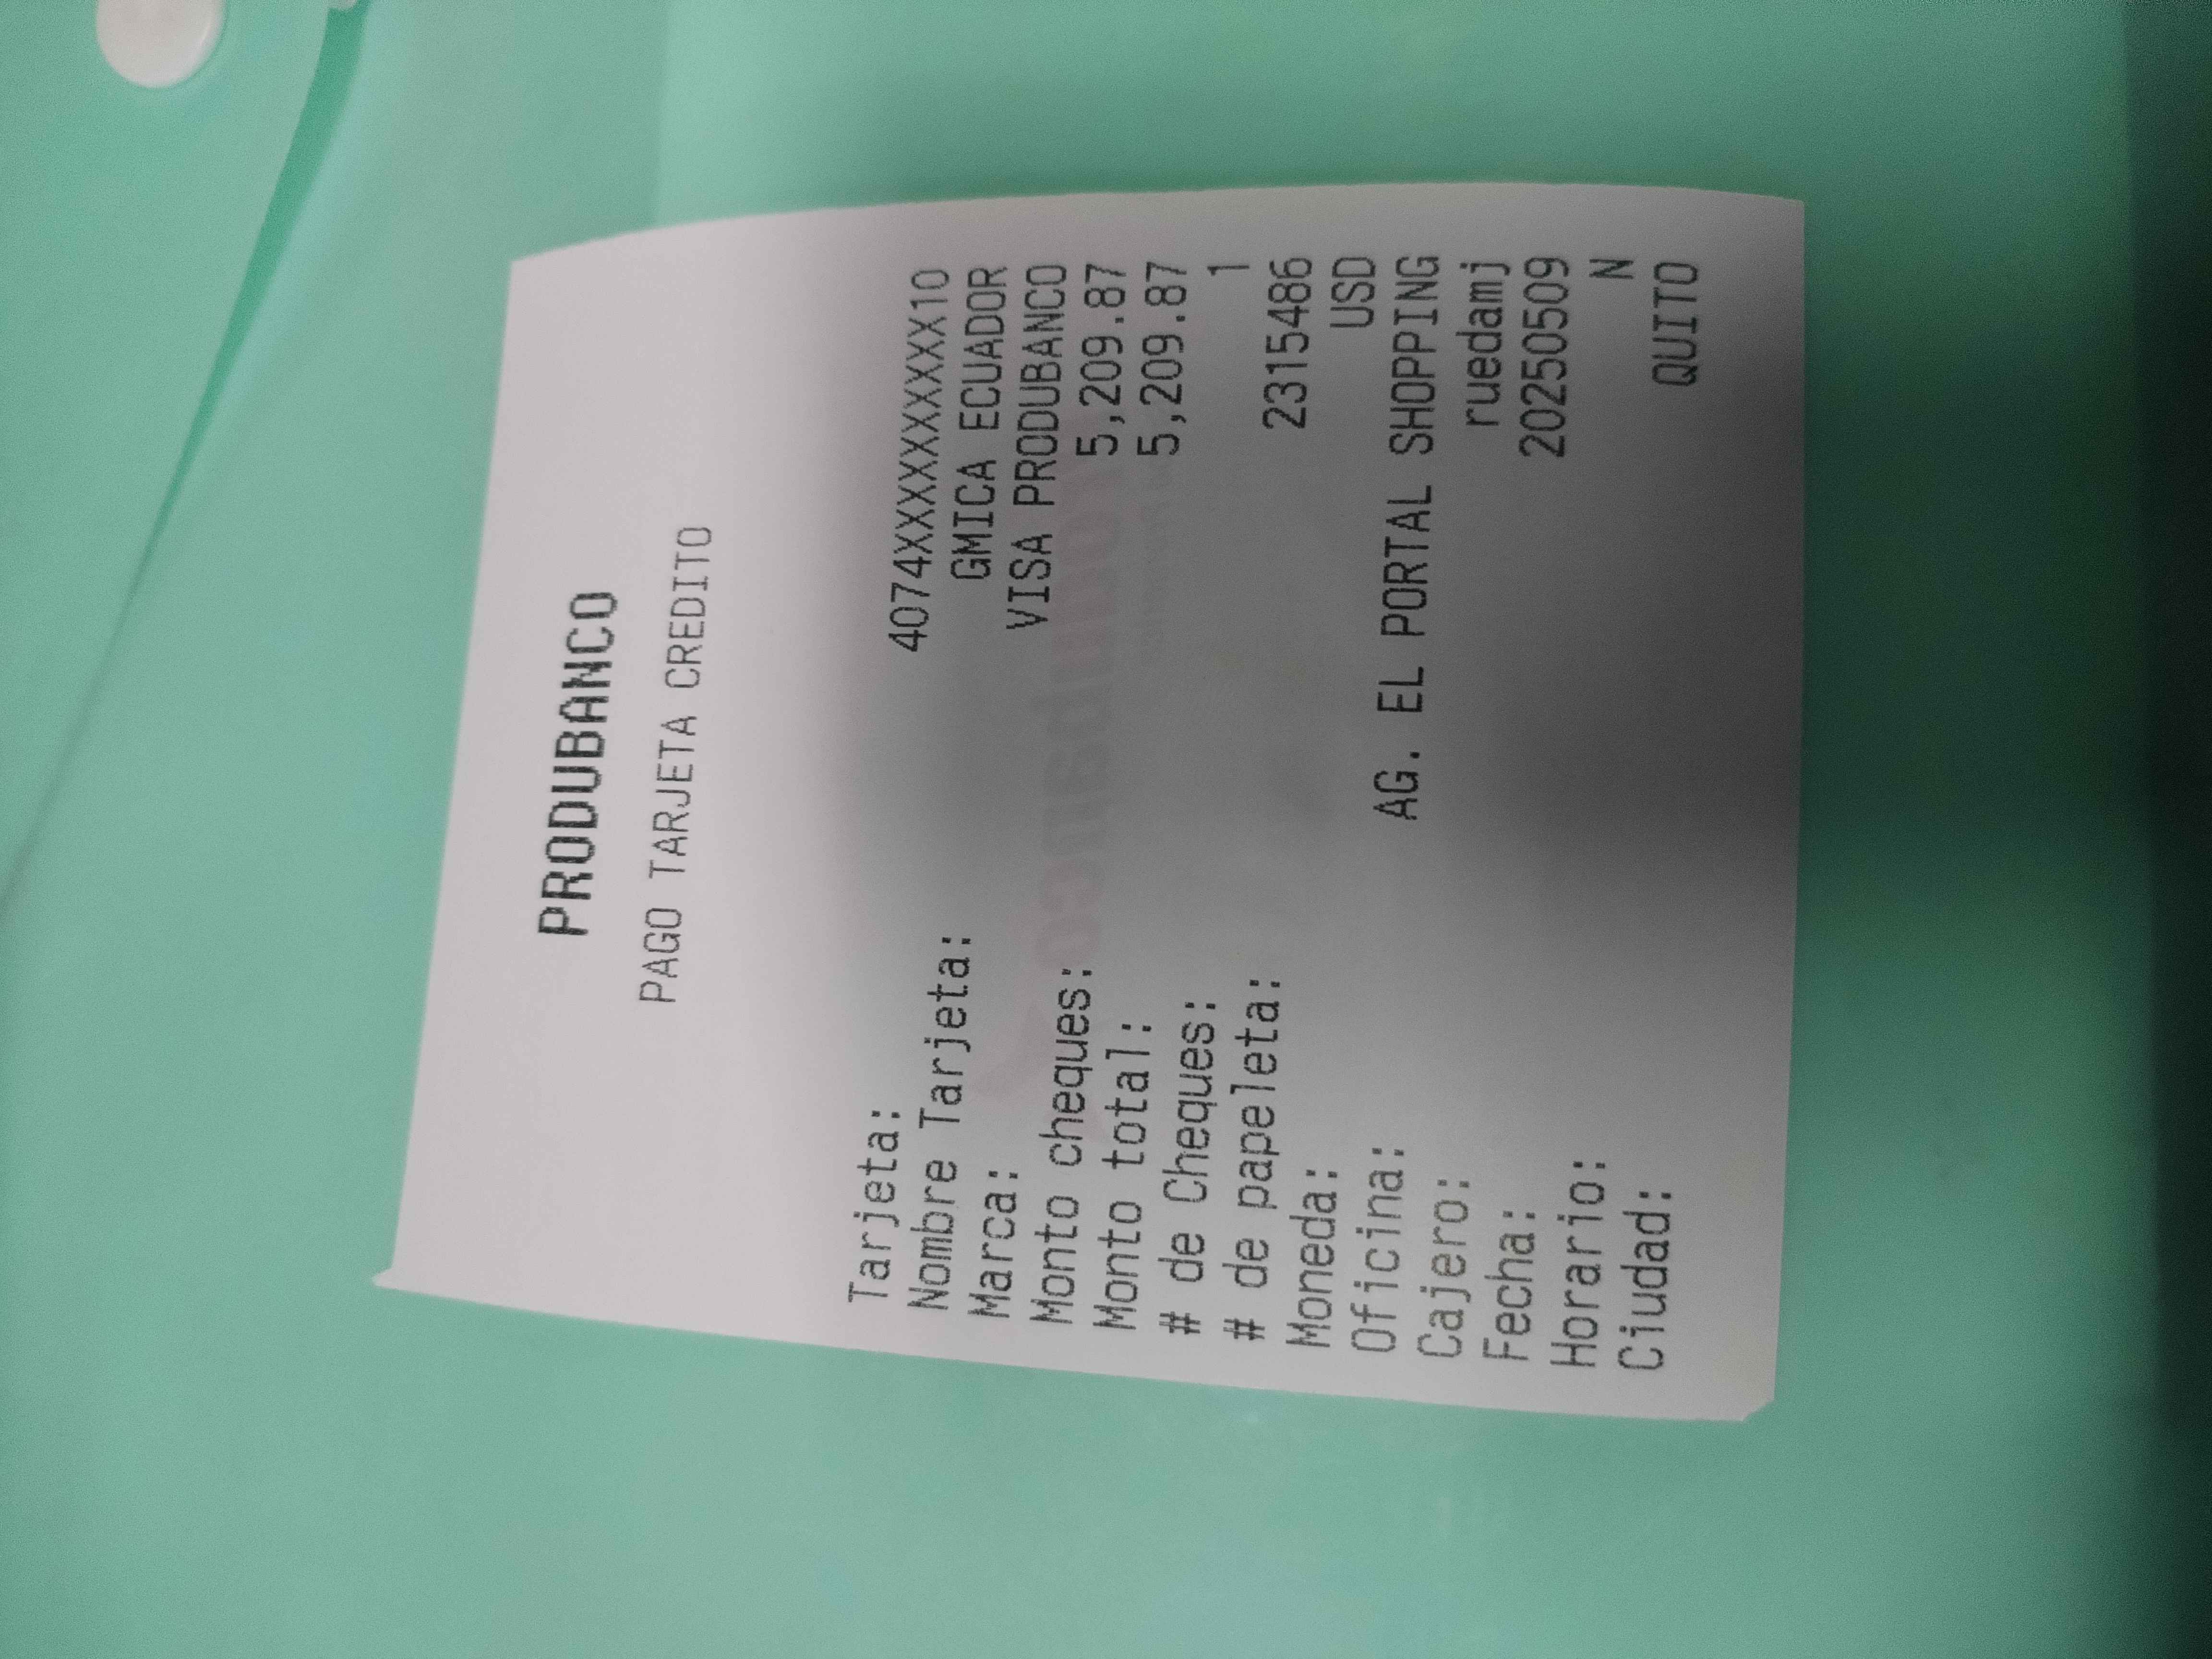 PRODUBANCO
PAGO TARJETA CREDITO
Tarjeta: 4074XXXXXXXXXX10
Nombre Tarjeta: GMICA ECUADOR
Marca: VISA PRODUBANCO
Monto cheques: 5,209.87
Monto total: 5,209.87
# de Cheques: 1
# de papeleta: 2315486
Moneda: USD
Oficina: AG. EL PORTAL SHOPPING
Cajero: ruedamj
Fecha: 20250509
Horario: N
Ciudad: QUITO